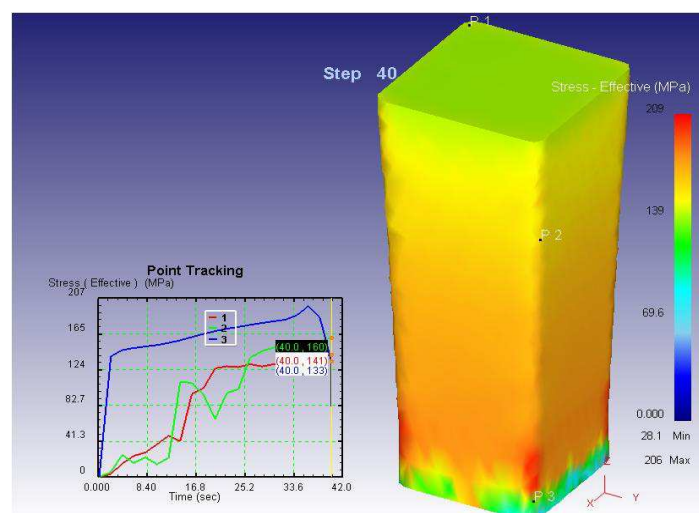 P 1
Step 40
Stress - Effective (MPa)
209
139
69.6
0.000
28.1 Min
206 Max
P 2
P 3
Z
X
Y
Point Tracking
Stress ( Effective ) (MPa)
207
165
124
82.7
41.3
0
1
2
3
(40.0 , 160)
(40.0 , 141)
(40.0 , 133)
0.000 8.40 16.8 25.2 33.6 42.0
Time (sec)